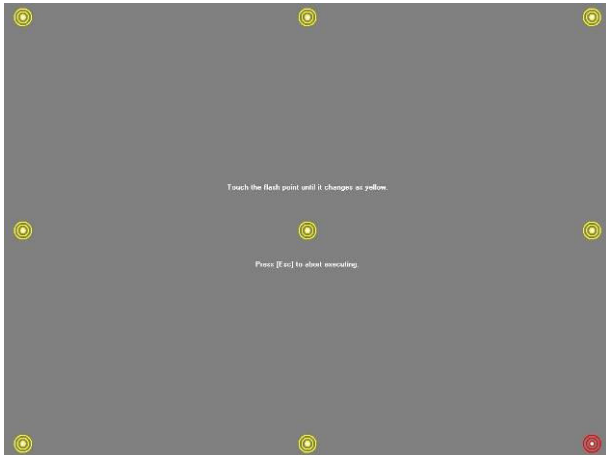 Touch the flash point until it changes as yellow.
Press [Esc] to abort executing.